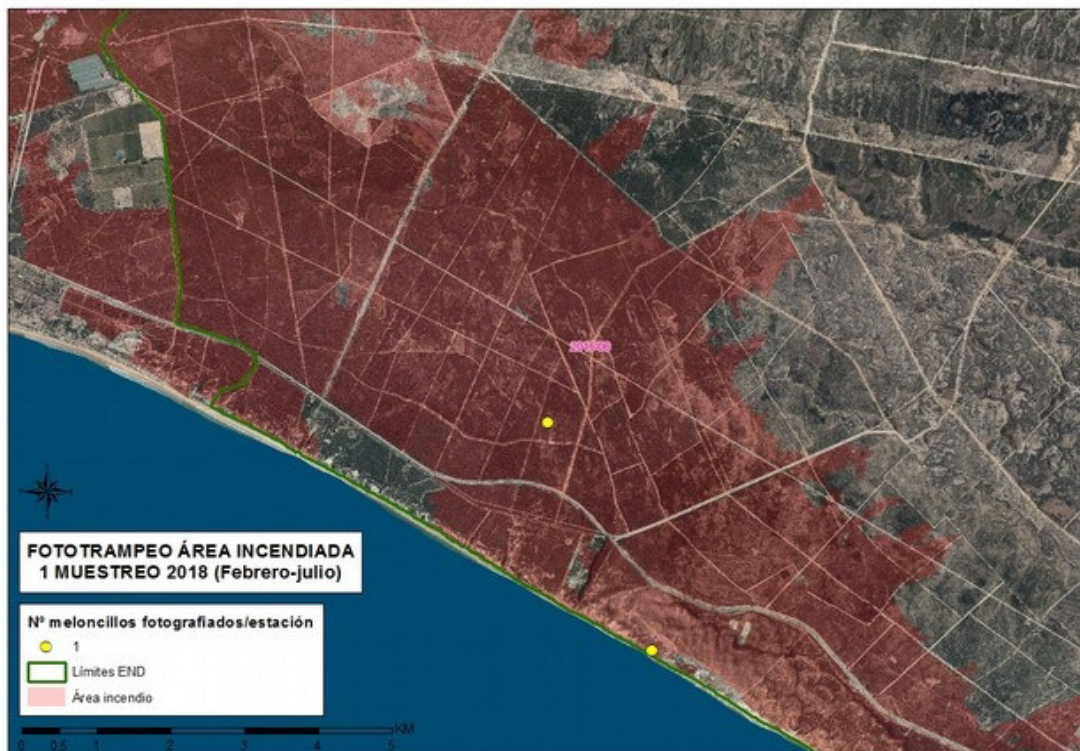 FOTOTRAMPEO ÁREA INCENDIADA
1 MUESTREO 2018 (Febrero-julio)
Nº meloncillos fotografiados/estación
1
Límites END
Área incendio
KM
0 0,5 1 2 3 4 5